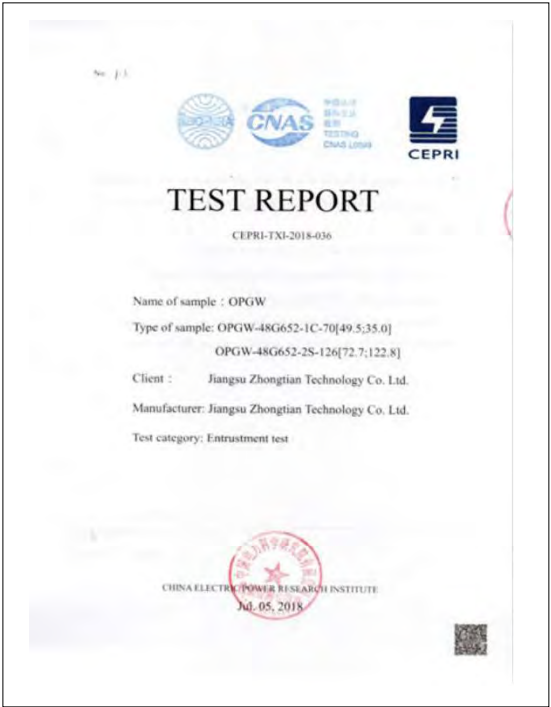 No.
CNAS
TESTING
CEPRI
TEST REPORT
CEPRI-TXJ-2018-036
Name of sample : OPGW
Type of sample: OPGW-48G652-1C-70[49.5;35.0]
OPGW-48G652-2S-126[72.7;122.8]
Client : Jiangsu Zhongtian Technology Co. Ltd.
Manufacturer: Jiangsu Zhongtian Technology Co. Ltd.
Test category: Entrustment test
CHINA ELECTRIC POWER RESEARCH INSTITUTE
Jul. 05, 2018